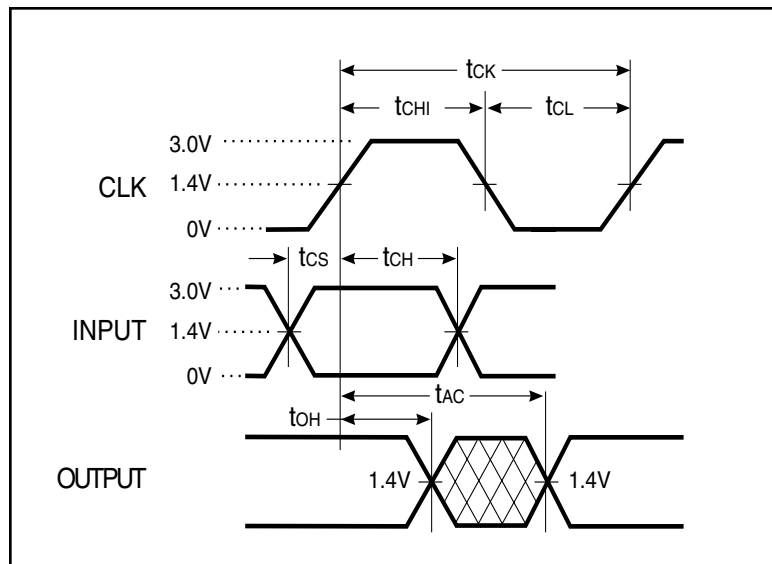 tCK
tCHI tCL
3.0V
CLK 1.4V
0V
tCS tCH
3.0V
INPUT 1.4V
0V
tAC
tOH
OUTPUT 1.4V 1.4V